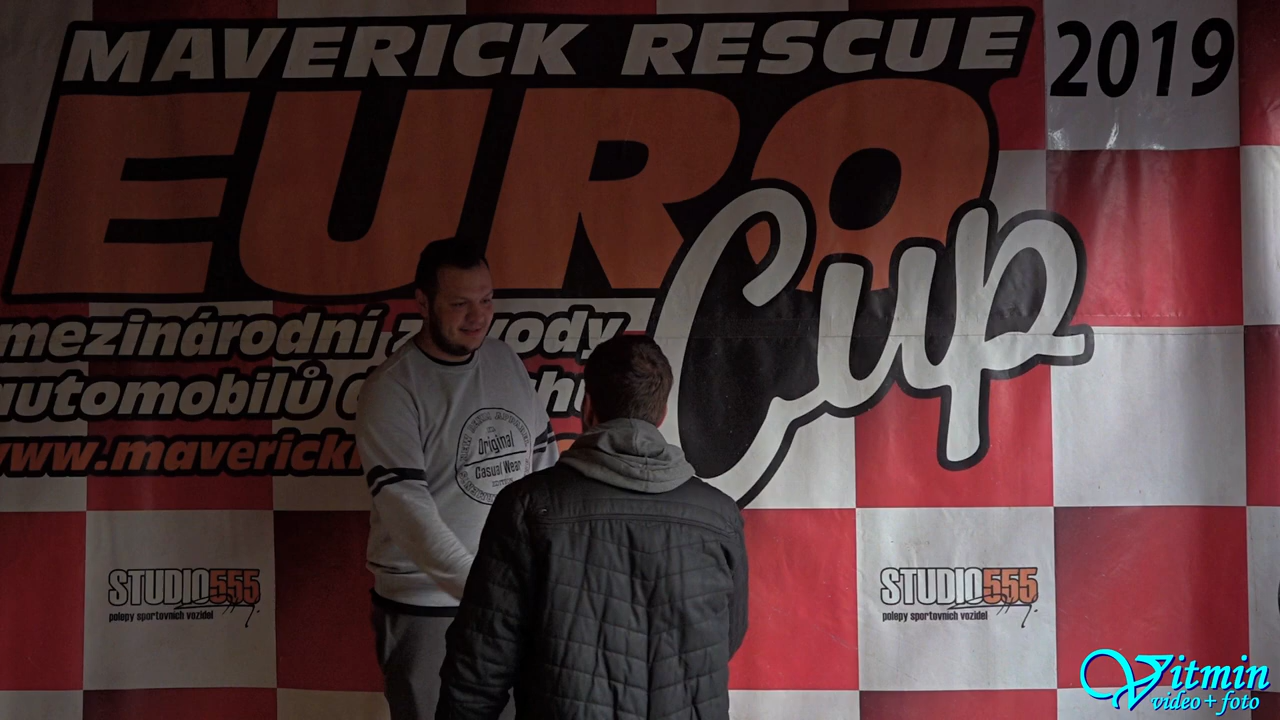 MAVERICK RESCUE
2019
EURO
Cup
mezinárodní
automobilů
www.maverick
Original
Casual Wear
STUDIO555
polepy sportovních vozidel
STUDIO555
polepy sportovních vozidel
Vitmin
video+foto